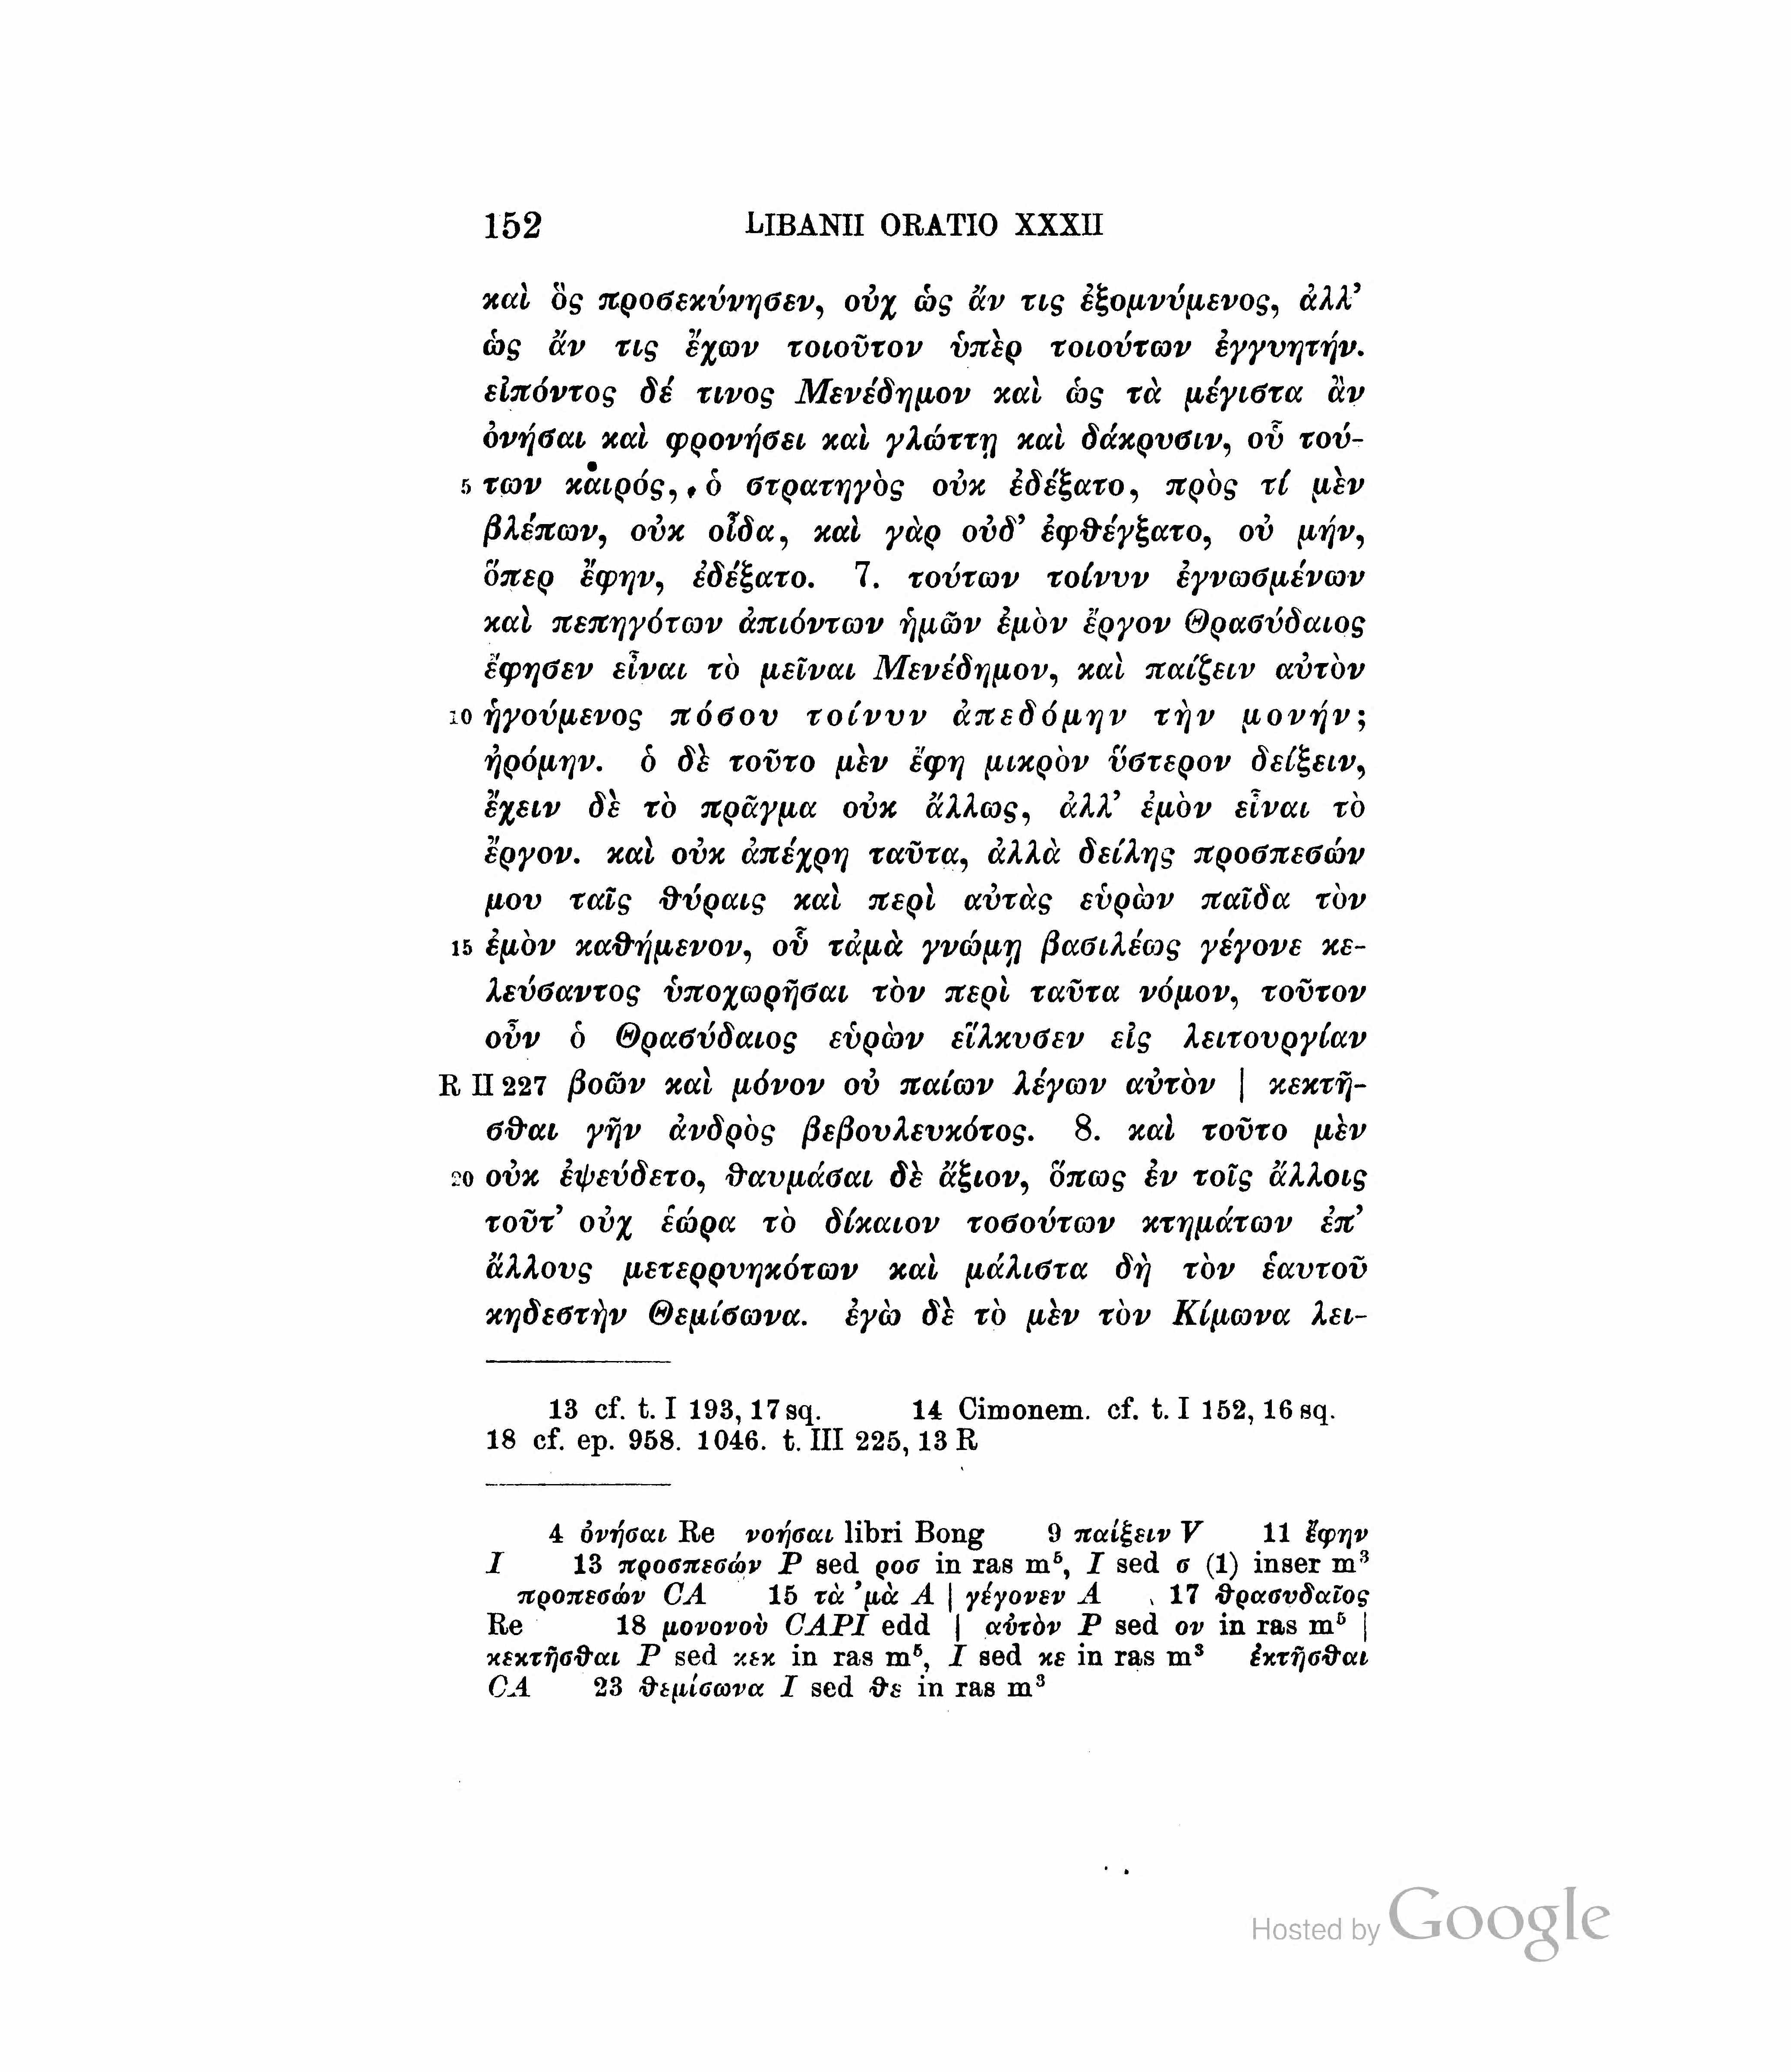 152 LIBANII ORATIO XXXII
καὶ ὃς προσεκύνησεν, οὐχ ὡς ἄν τις ἐξομνύμενος, ἀλλ’
ὡς ἄν τις ἔχων τοιοῦτον ὑπὲρ τοιούτων ἐγγυητήν.
εἰπόντος δέ τινος Μενέδημον καὶ ὡς τὰ μέγιστα ἂν
ὀνήσαι καὶ φρονήσει καὶ γλώττῃ καὶ δάκρυσιν, οὗ τού-
5 των καιρός, ὁ στρατηγὸς οὐκ ἐδέξατο, πρὸς τί μὲν
βλέπων, οὐκ οἶδα, καὶ γὰρ οὐδ’ ἐφθέγξατο, οὐ μήν,
ὅπερ ἔφην, ἐδέξατο. 7. τούτων τοίνυν ἐγνωσμένων
καὶ πεπηγότων ἀπιόντων ἡμῶν ἐμὸν ἔργον Θρασύδαιος
ἔφησεν εἶναι τὸ μεῖναι Μενέδημον, καὶ παίζειν αὐτὸν
10 ἡγούμενος πόσου τοίνυν ἀπεδόμην τὴν μονήν;
ἠρόμην. ὁ δὲ τοῦτο μὲν ἔφη μικρὸν ὕστερον δείξειν,
ἔχειν δὲ τὸ πρᾶγμα οὐκ ἄλλως, ἀλλ’ ἐμὸν εἶναι τὸ
ἔργον. καὶ οὐκ ἀπέχρη ταῦτα, ἀλλὰ δείλης προσπεσών
μου ταῖς θύραις καὶ περὶ αὐτὰς εὑρὼν παῖδα τὸν
15 ἐμὸν καθήμενον, οὗ τἀμὰ γνώμῃ βασιλέως γέγονε κε-
λεύσαντος ὑποχωρῆσαι τὸν περὶ ταῦτα νόμον, τοῦτον
οὖν ὁ Θρασύδαιος εὑρὼν εἵλκυσεν εἰς λειτουργίαν
R II 227 βοῶν καὶ μόνον οὐ παίων λέγων αὐτὸν | κεκτῆ-
σθαι γῆν ἀνδρὸς βεβουλευκότος. 8. καὶ τοῦτο μὲν
20 οὐκ ἐψεύδετο, θαυμάσαι δὲ ἄξιον, ὅπως ἐν τοῖς ἄλλοις
τοῦτ’ οὐχ ἑώρα τὸ δίκαιον τοσούτων κτημάτων ἐπ’
ἄλλους μετερρυηκότων καὶ μάλιστα δὴ τὸν ἑαυτοῦ
κηδεστὴν Θεμίσωνα. ἐγὼ δὲ τὸ μὲν τὸν Κίμωνα λει-
13 cf. t. I 193, 17 sq. 14 Cimonem. cf. t. I 152, 16 sq.
18 cf. ep. 958. 1046. t. III 225, 13 R
4 ὀνήσαι Re νοήσαι libri Bong 9 παίξειν V 11 ἔφην
I 13 προσπεσών P sed ροσ in ras m⁵, I sed σ (1) inser m³
προπεσών CA 15 τὰ ’μὰ A | γέγονεν A 17 θρασυδαῖος
Re 18 μονονοὺ CAPI edd | αὐτὸν P sed ον in ras m⁵ |
κεκτῆσθαι P sed κεκ in ras m⁵, I sed κε in ras m³ ἐκτῆσθαι
CA 23 θεμίσωνα I sed θε in ras m³
Hosted by Google